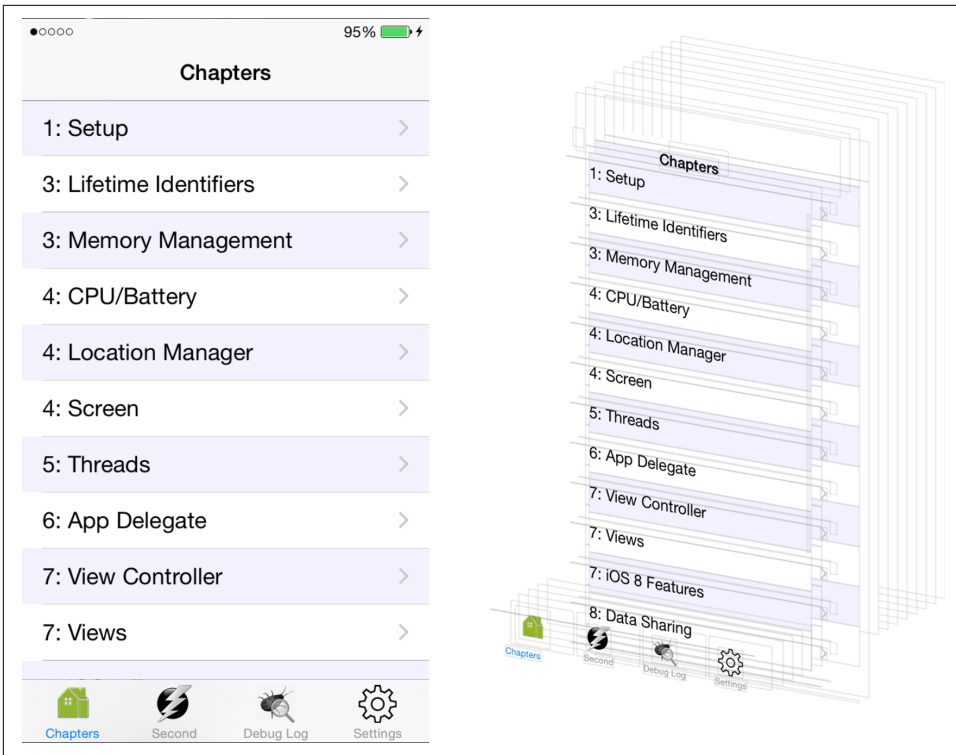 95%
Chapters
1: Setup
3: Lifetime Identifiers
3: Memory Management
4: CPU/Battery
4: Location Manager
4: Screen
5: Threads
6: App Delegate
7: View Controller
7: Views
Chapters Second Debug Log Settings
Chapters
1: Setup
3: Lifetime Identifiers
3: Memory Management
4: CPU/Battery
4: Location Manager
4: Screen
5: Threads
6: App Delegate
7: View Controller
7: Views
7: iOS 8 Features
8: Data Sharing
Chapters Second Debug Log Settings